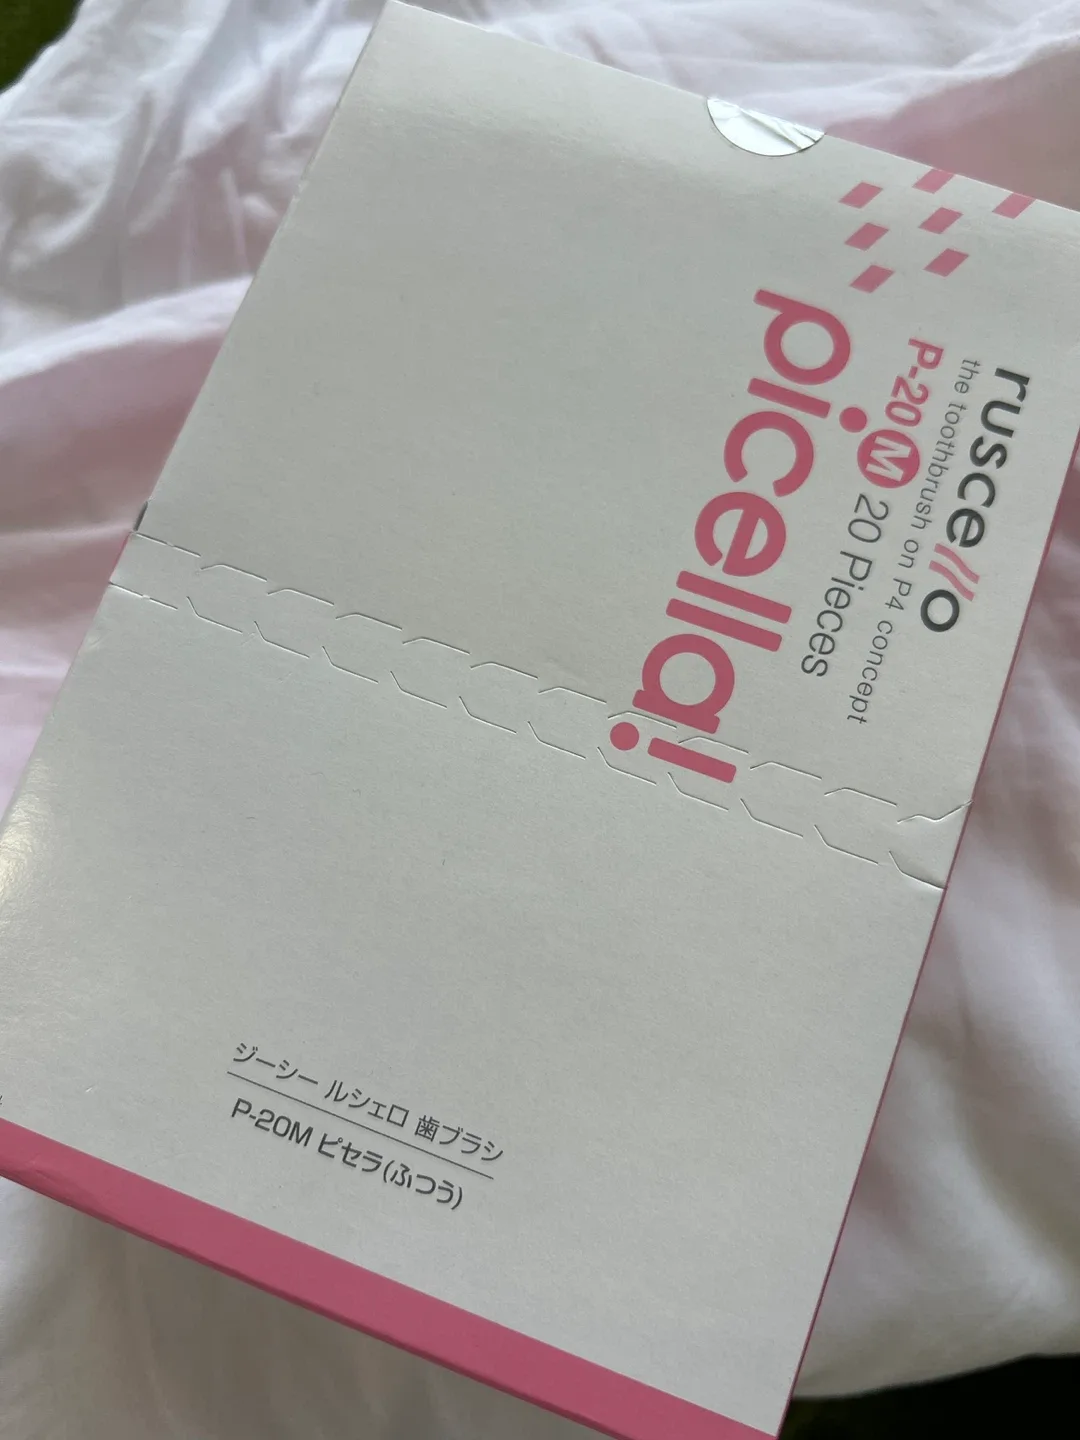 ruscello
the toothbrush on P4 concept
P-20 M 20 Pieces
picella!
ジーシー ルシェロ 歯ブラシ
P-20M ピセラ(ふつう)